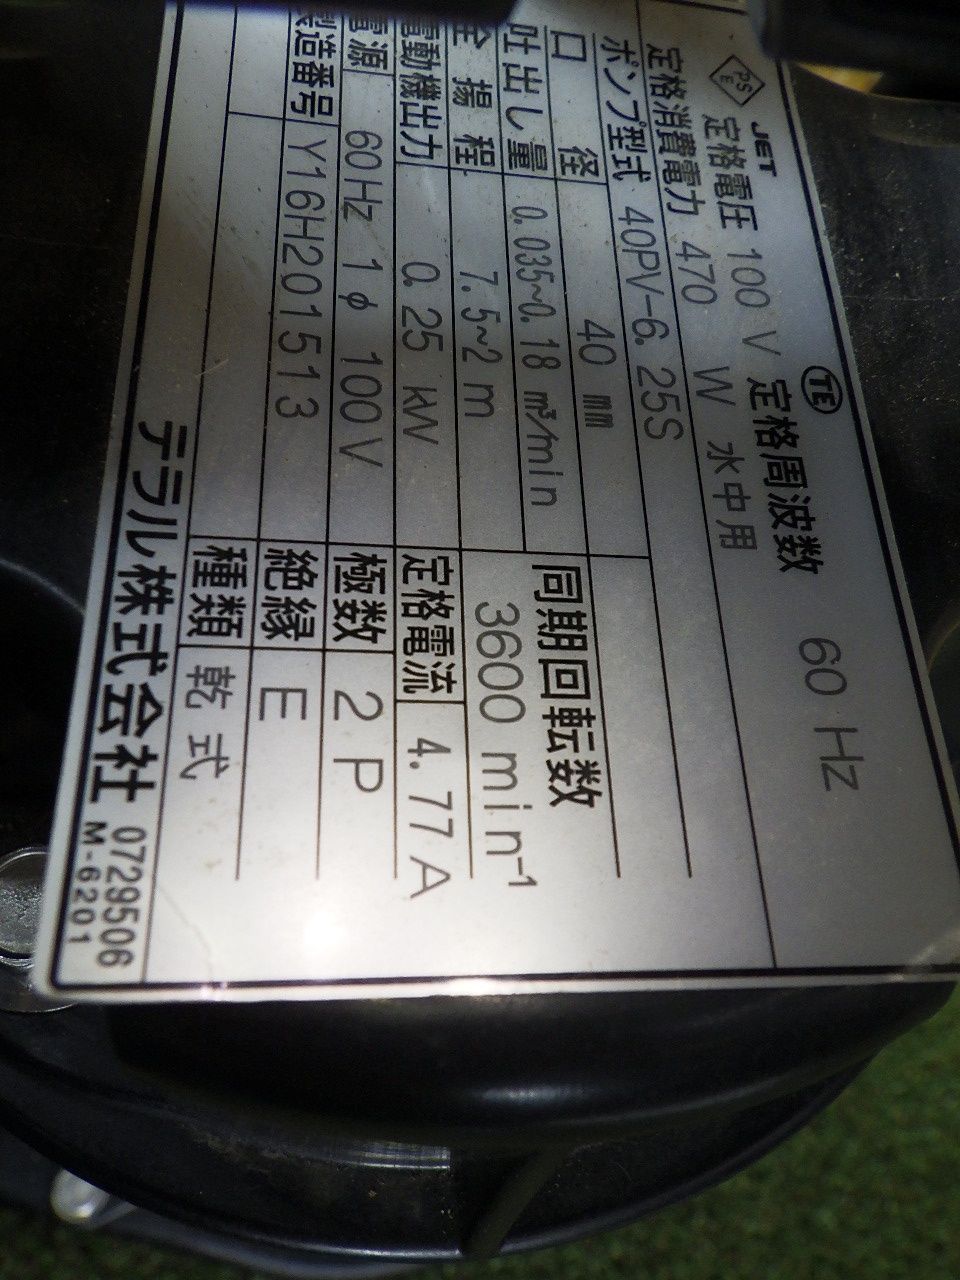 PSE JET TE
定格電圧 100 V 定格周波数 60 Hz
定格消費電力 470 W 水中用
ポンプ型式 40PV-6.25S
口径 40 mm 同期回転数
吐出し量 0.035~0.18 m³/min 3600 min⁻¹
全揚程 7.5~2 m
電動機出力 0.25 kW 定格電流 4.77A
電源 60Hz 1φ 100V 極数 2P
製造番号 Y16H201513 絶縁 E
種類 乾式
テラル株式会社 0729506
M-6201